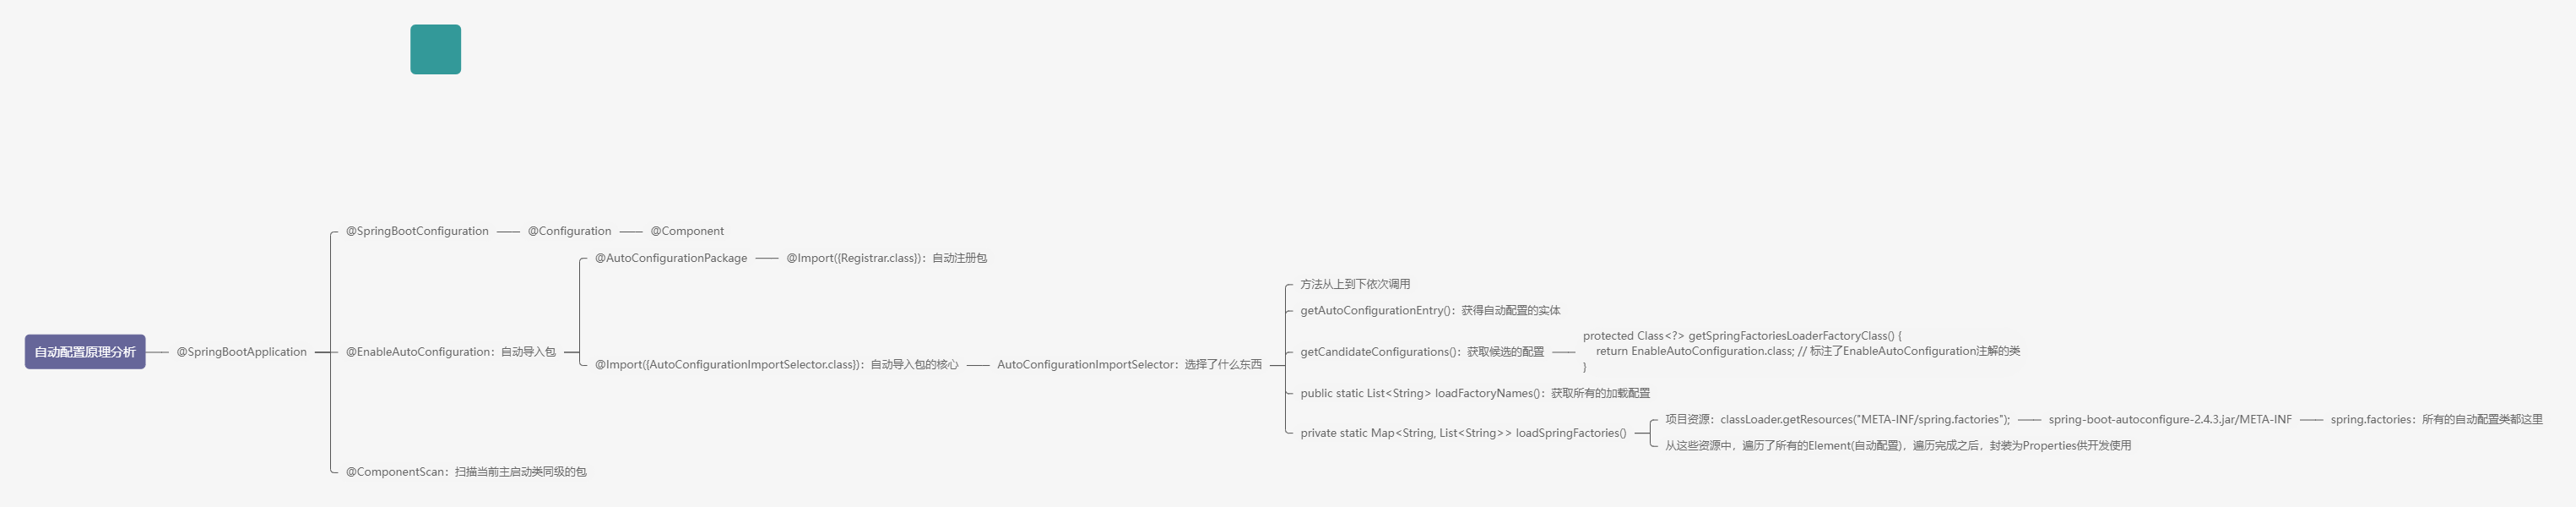 自动配置原理分析
@SpringBootApplication
@SpringBootConfiguration
@Configuration
@Component
@EnableAutoConfiguration：自动导入包
@AutoConfigurationPackage
@Import({Registrar.class})：自动注册包
@Import({AutoConfigurationImportSelector.class})：自动导入包的核心
AutoConfigurationImportSelector：选择了什么东西
方法从上到下依次调用
getAutoConfigurationEntry()：获得自动配置的实体
getCandidateConfigurations()：获取候选的配置
protected Class<?> getSpringFactoriesLoaderFactoryClass() {
return EnableAutoConfiguration.class; // 标注了EnableAutoConfiguration注解的类
}
public static List<String> loadFactoryNames()：获取所有的加载配置
private static Map<String, List<String>> loadSpringFactories()
项目资源：classLoader.getResources("META-INF/spring.factories");
spring-boot-autoconfigure-2.4.3.jar/META-INF
spring.factories：所有的自动配置类都这里
从这些资源中，遍历了所有的Element(自动配置)，遍历完成之后，封装为Properties供开发使用
@ComponentScan：扫描当前主启动类同级的包